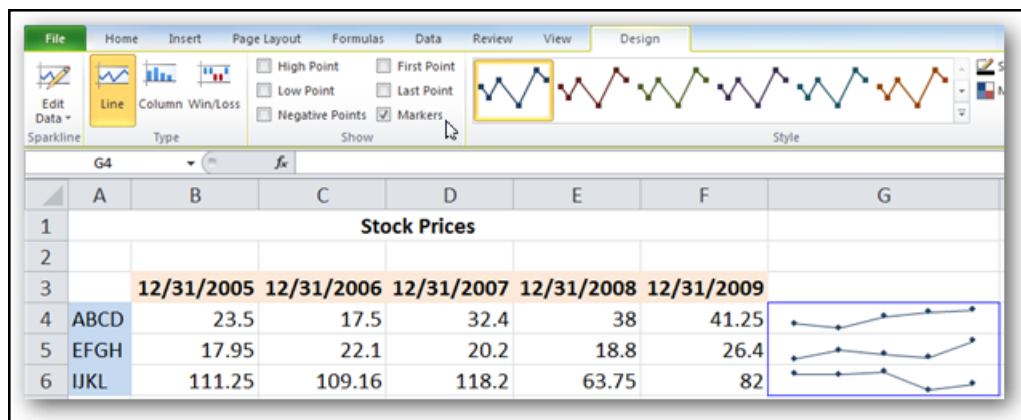 File Home Insert Page Layout Formulas Data Review View Design
High Point First Point
Low Point Last Point
Negative Points Markers
Edit Data
Line Column Win/Loss
Sparkline Type Show Style
G4 fx
A B C D E F G
1 Stock Prices
2
3 12/31/2005 12/31/2006 12/31/2007 12/31/2008 12/31/2009
4 ABCD 23.5 17.5 32.4 38 41.25
5 EFGH 17.95 22.1 20.2 18.8 26.4
6 IJKL 111.25 109.16 118.2 63.75 82